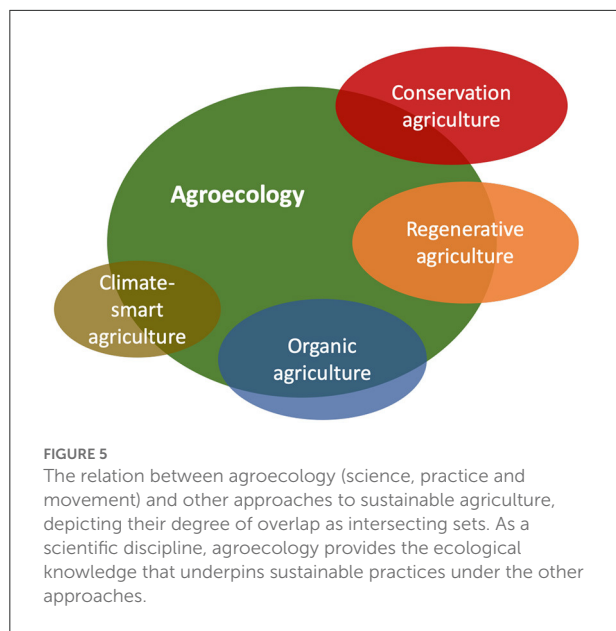 Conservation
agriculture
Agroecology
Regenerative
agriculture
Climate-
smart
agriculture
Organic
agriculture
FIGURE 5
The relation between agroecology (science, practice and
movement) and other approaches to sustainable agriculture,
depicting their degree of overlap as intersecting sets. As a
scientific discipline, agroecology provides the ecological
knowledge that underpins sustainable practices under the other
approaches.